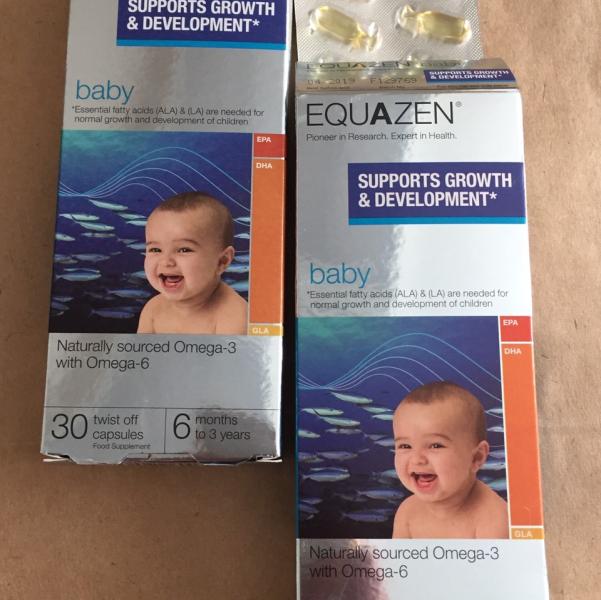 SUPPORTS GROWTH
& DEVELOPMENT*
baby
*Essential fatty acids (ALA) & (LA) are needed for
normal growth and development of children
EPA
DHA
GLA
Naturally sourced Omega-3
with Omega-6
30 twist off
capsules
Food Supplement
6 months
to 3 years
04 2019 F129769
SUPPORTS GROWTH
& DEVELOPMENT*
EQUAZEN®
Pioneer in Research. Expert in Health.
SUPPORTS GROWTH
& DEVELOPMENT*
baby
*Essential fatty acids (ALA) & (LA) are needed for
normal growth and development of children
EPA
DHA
GLA
Naturally sourced Omega-3
with Omega-6